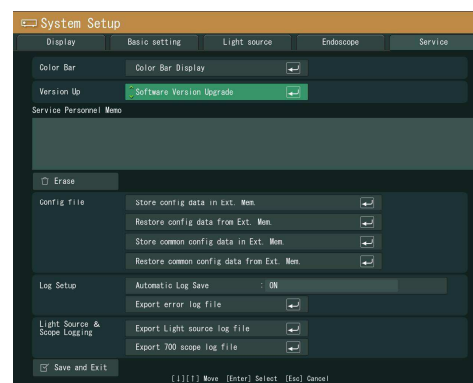 System Setup
Display Basic setting Light source Endoscope Service
Color Bar Color Bar Display
Version Up Software Version Upgrade
Service Personnel Memo
Erase
Config file Store config data in Ext. Mem.
Restore config data from Ext. Mem.
Store common config data in Ext. Mem.
Restore common config data from Ext. Mem.
Log Setup Automatic Log Save : ON
Export error log file
Light Source &
Scope Logging Export Light source log file
Export 700 scope log file
Save and Exit
[↓][↑] Move [Enter] Select [Esc] Cancel